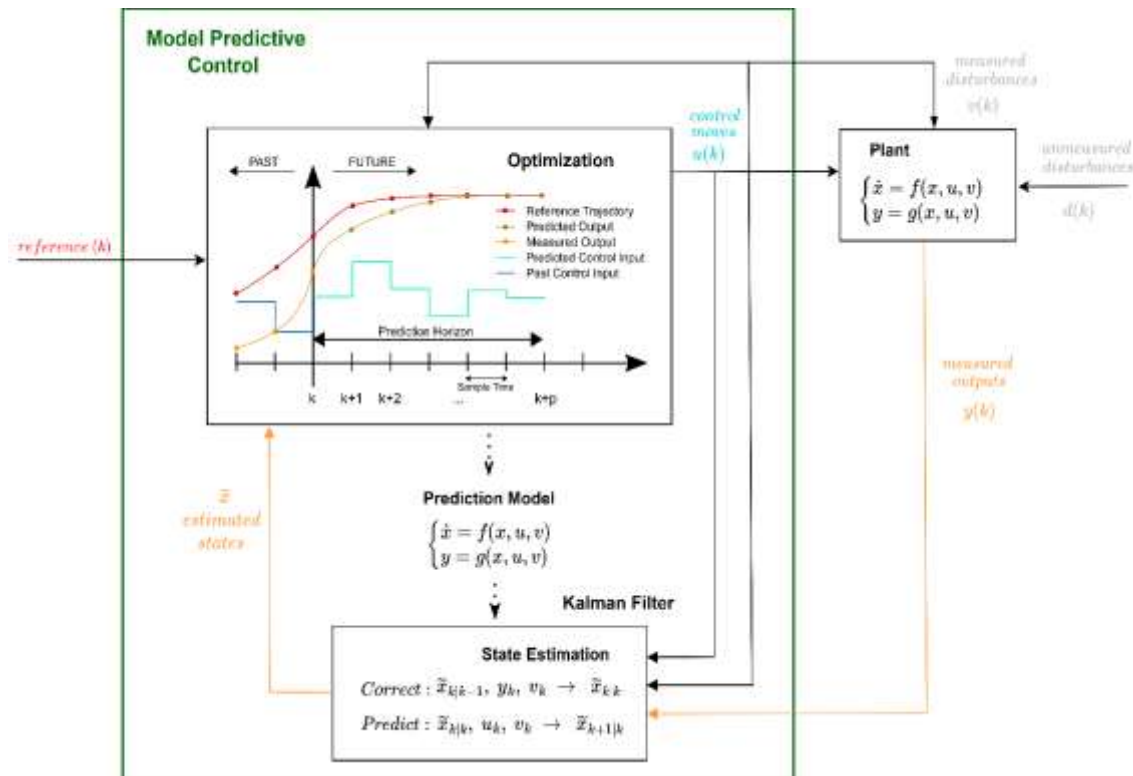 Model Predictive
Control
measured
disturbances
v(k)
control
moves
u(k)
Optimization
PAST
FUTURE
Reference Trajectory
Predicted Output
Measured Output
Predicted Control Input
Past Control Input
Prediction Horizon
Sample Time
k
k+1
k+2
...
k+p
reference (k)
Plant
{ẋ = f(x, u, v)
y = g(x, u, v)
unmeasured
disturbances
d(k)
measured
outputs
y(k)
x̃
estimated
states
Prediction Model
{ẋ = f(x, u, v)
y = g(x, u, v)
Kalman Filter
State Estimation
Correct : x̃k|k−1, yk, vk → x̃k|k
Predict : x̃k|k, uk, vk → x̃k+1|k